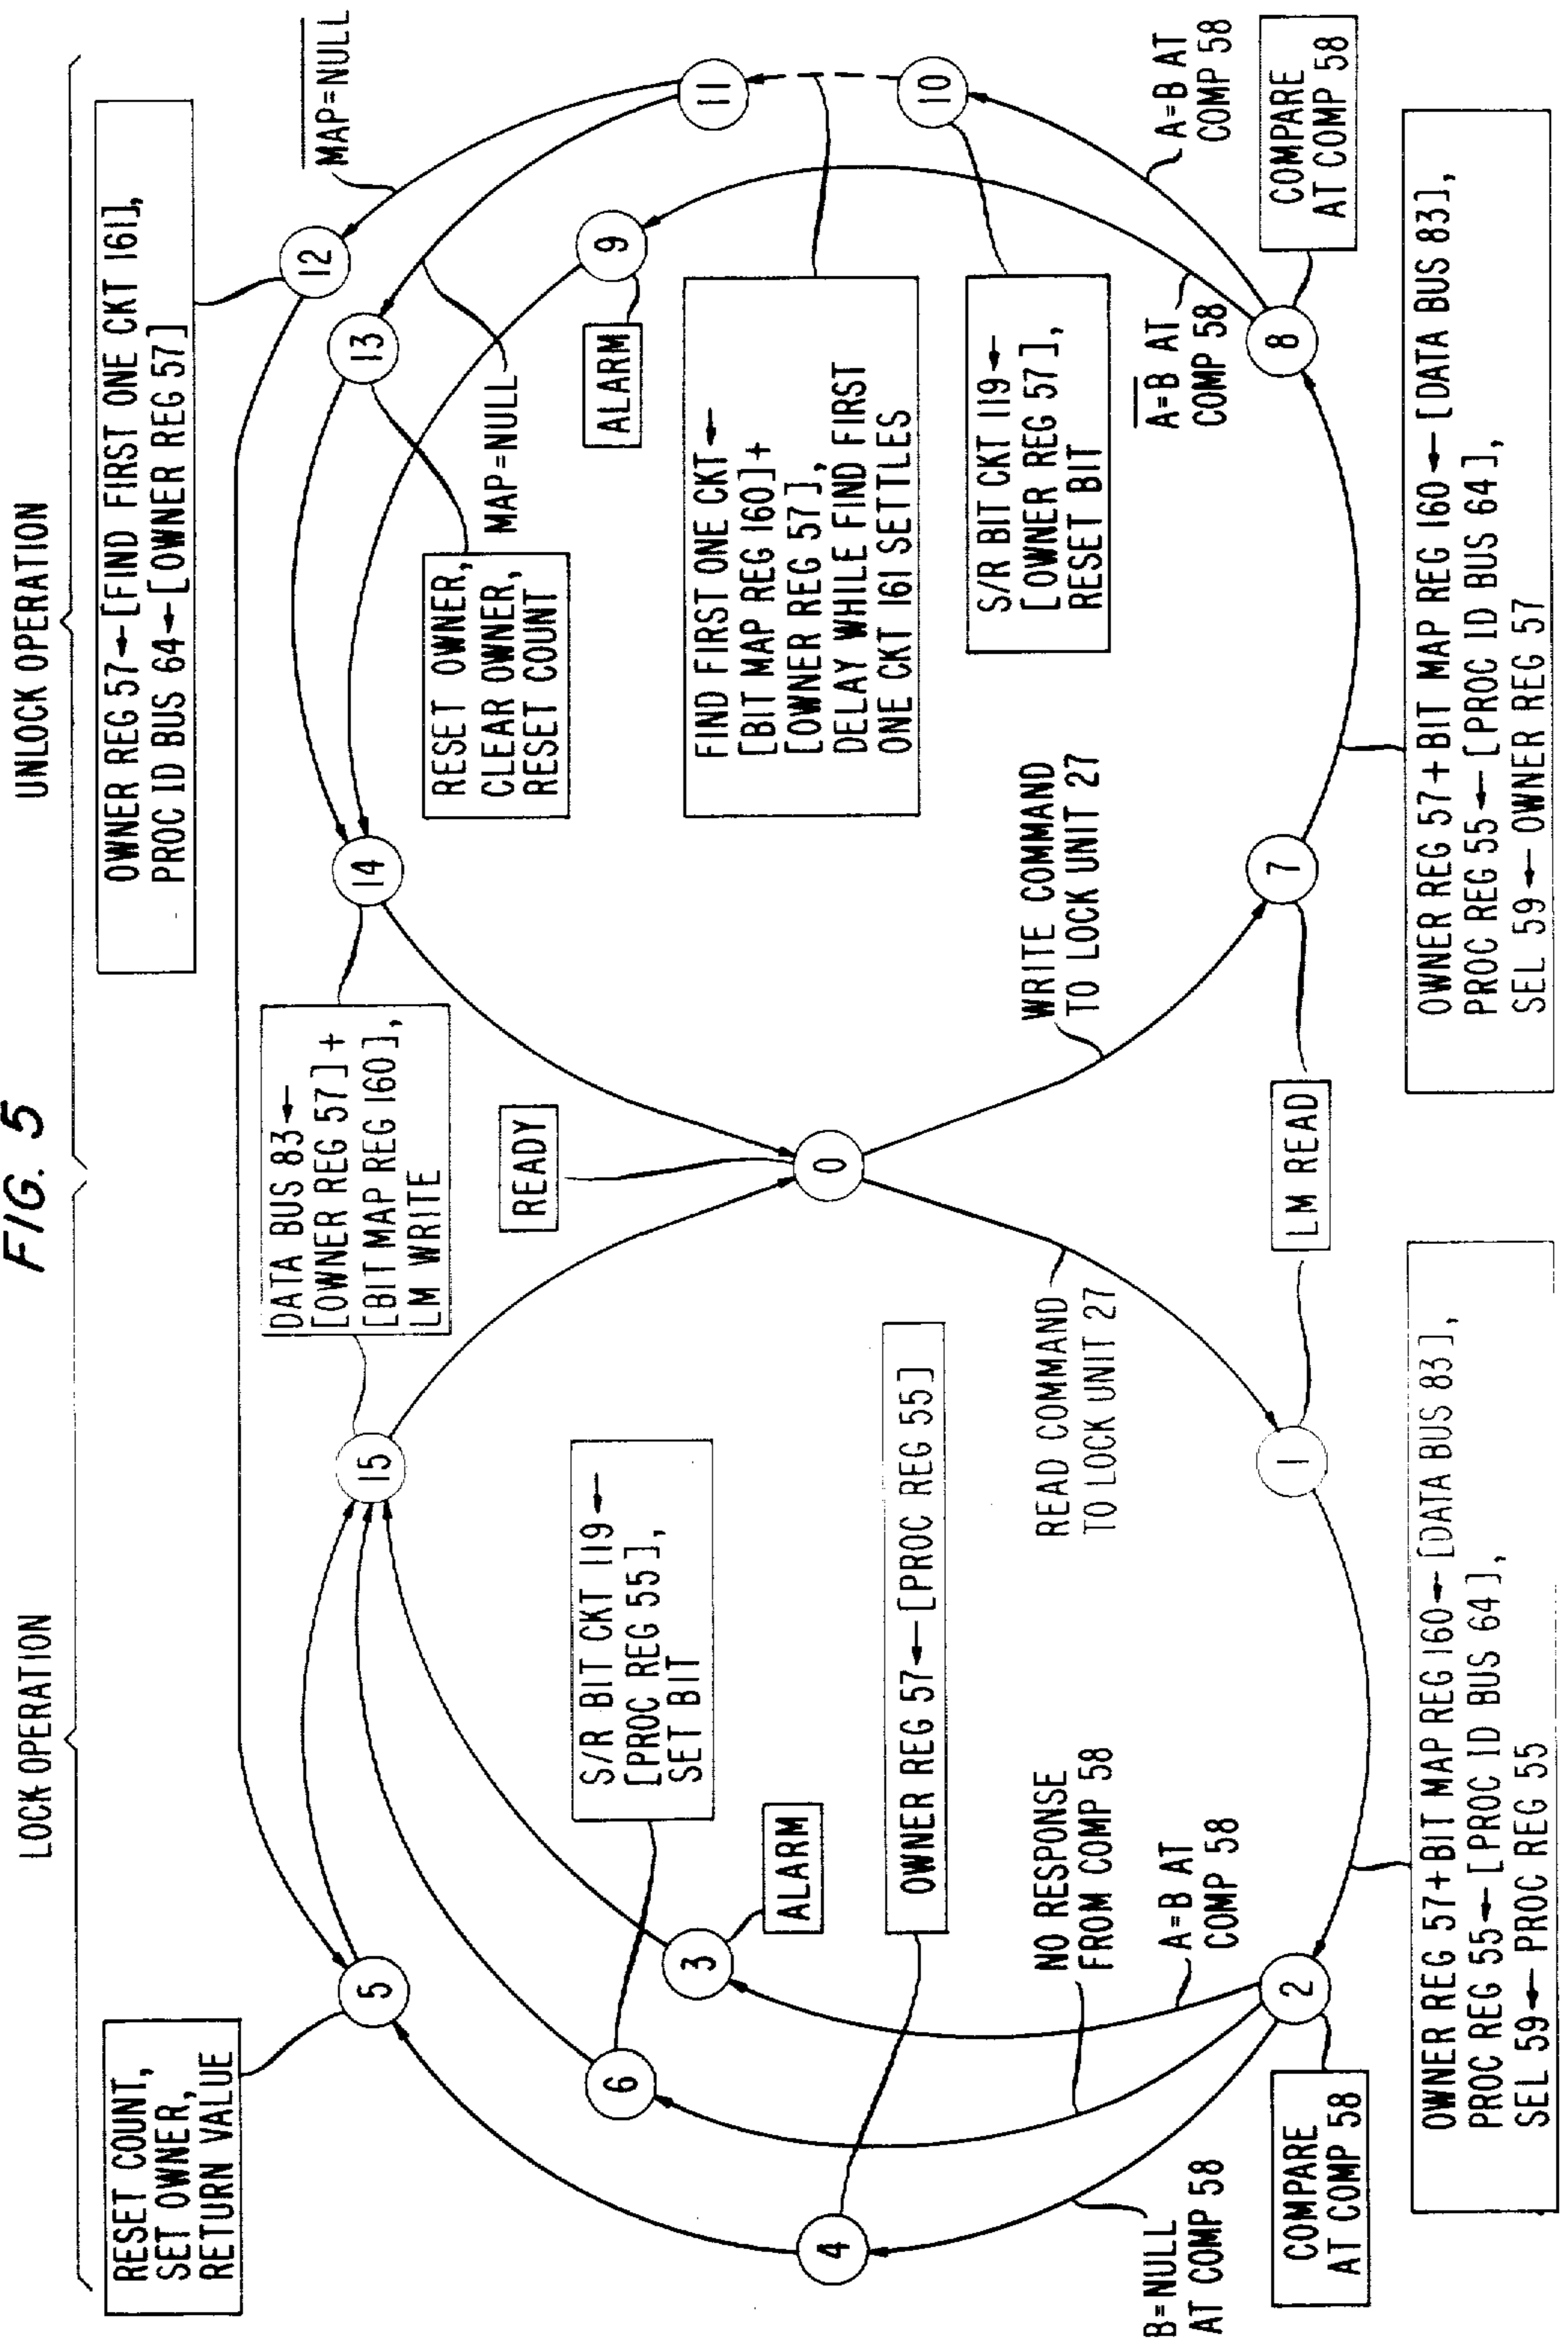 FIG. 5
LOCK OPERATION
UNLOCK OPERATION
RESET COUNT,
SET OWNER,
RETURN VALUE
5
15
DATA BUS 83←
[OWNER REG 57]+
[BIT MAP REG 160],
LM WRITE
14
OWNER REG 57←[FIND FIRST ONE CKT 161],
PROC ID BUS 64←[OWNER REG 57]
12
M̅A̅P̅=̅N̅U̅L̅L̅
13
RESET OWNER,
CLEAR OWNER,
RESET COUNT
MAP=NULL
11
6
S/R BIT CKT 119←
[PROC REG 55],
SET BIT
3
ALARM
READY
0
9
ALARM
FIND FIRST ONE CKT←
[BIT MAP REG 160]+
[OWNER REG 57],
DELAY WHILE FIND FIRST
ONE CKT 161 SETTLES
10
4
OWNER REG 57←[PROC REG 55]
S/R BIT CKT 119←
[OWNER REG 57],
RESET BIT
B=NULL
AT COMP 58
NO RESPONSE
FROM COMP 58
A=B AT
COMP 58
READ COMMAND
TO LOCK UNIT 27
WRITE COMMAND
TO LOCK UNIT 27
A̅=̅B̅ AT
COMP 58
A=B AT
COMP 58
COMPARE
AT COMP 58
2
1
LM READ
7
8
COMPARE
AT COMP 58
OWNER REG 57+BIT MAP REG 160←[DATA BUS 83],
PROC REG 55←[PROC ID BUS 64],
SEL 59←PROC REG 55
OWNER REG 57+BIT MAP REG 160←[DATA BUS 83],
PROC REG 55←[PROC ID BUS 64],
SEL 59←OWNER REG 57